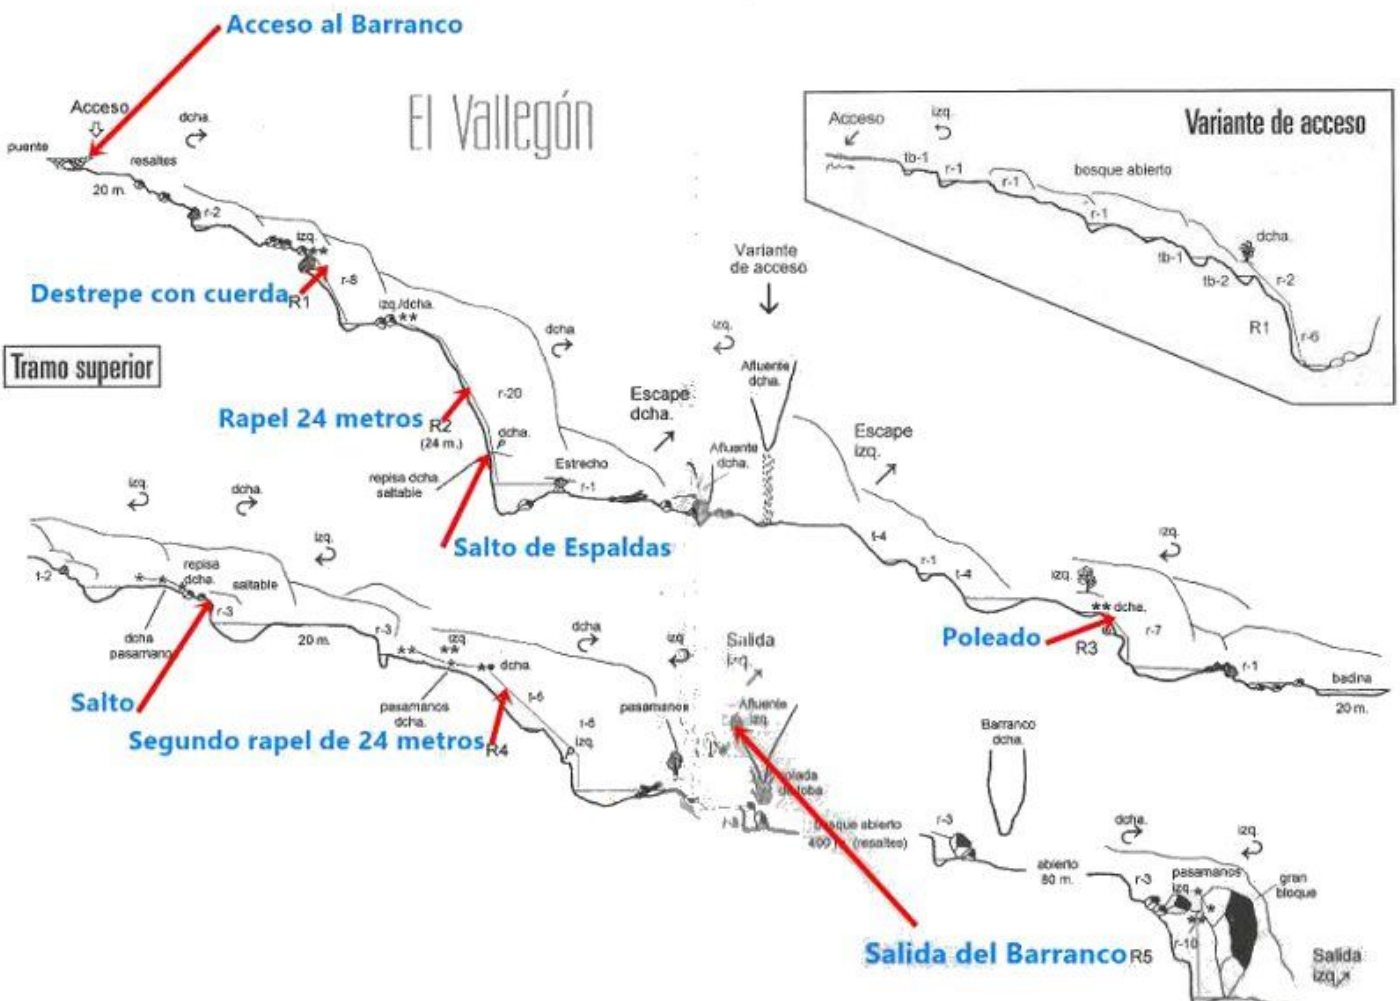 Acceso al Barranco
El Vallegón
Acceso
dcha.
puente
resaltes
20 m.
r-2
izq.
**
Destrepe con cuerda
R1
r-8
izq./dcha.
**
Tramo superior
dcha.
r-20
Rapel 24 metros
R2
(24 m.)
dcha.
repisa dcha.
saltable
Estrecho
r-1
Salto de Espaldas
Escape
dcha.
Afluente
dcha.
izq.
Variante
de acceso
Afluente
dcha.
Escape
izq.
t-4
r-1
t-4
izq.
izq.
** dcha.
Poleado
R3
r-7
r-1
badina
20 m.
Variante de acceso
Acceso
izq.
tb-1
r-1
r-1
bosque abierto
r-1
tb-1
tb-2
dcha.
r-2
R1
r-6
izq.
dcha.
izq.
t-2
* *
repisa
dcha.
saltable
r-3
dcha.
pasamano
20 m.
Salto
r-3
**
izq.
**
*
** dcha.
pasamanos
dcha.
Segundo rapel de 24 metros
R4
r-6
r-6
izq.
dcha.
izq.
pasamanos
Salida
izq.
Afluente
izq.
bosque abierto
400 m. (resaltes)
Salida del Barranco
r-3
Barranco
dcha.
abierto
80 m.
dcha.
izq.
r-3
pasamanos
izq.
*
*
**
gran
bloque
R5
r-10
Salida
izq.